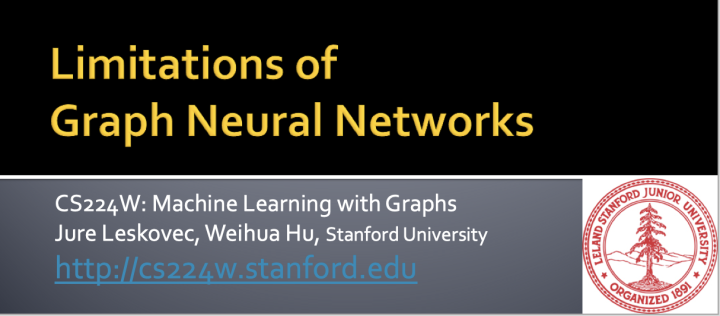 Limitations of
Graph Neural Networks
CS224W: Machine Learning with Graphs
Jure Leskovec, Weihua Hu, Stanford University
http://cs224w.stanford.edu
LELAND STANFORD JUNIOR UNIVERSITY
ORGANIZED 1891